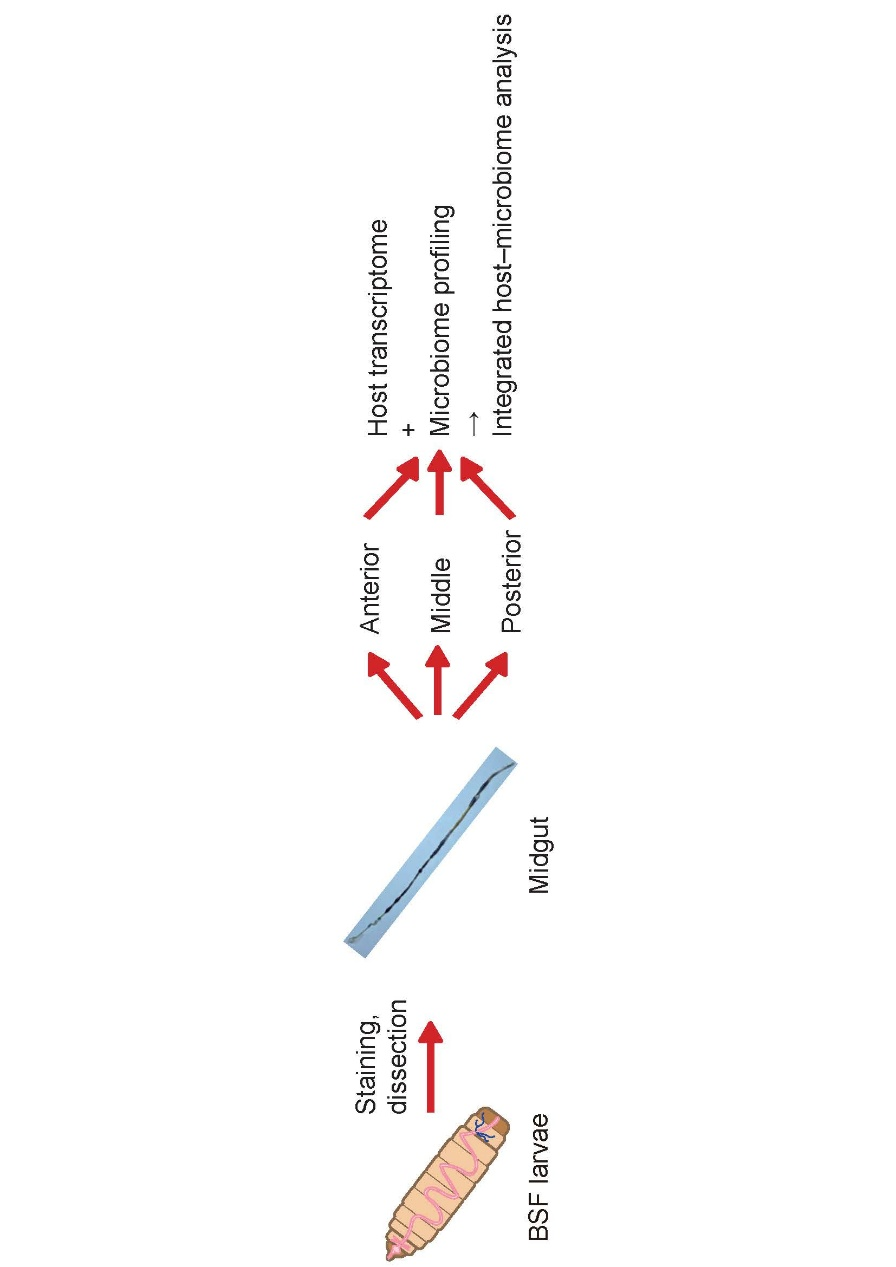 BSF larvae
Staining,
dissection
Midgut
Anterior
Middle
Posterior
Host transcriptome
+
Microbiome profiling
→
Integrated host–microbiome analysis